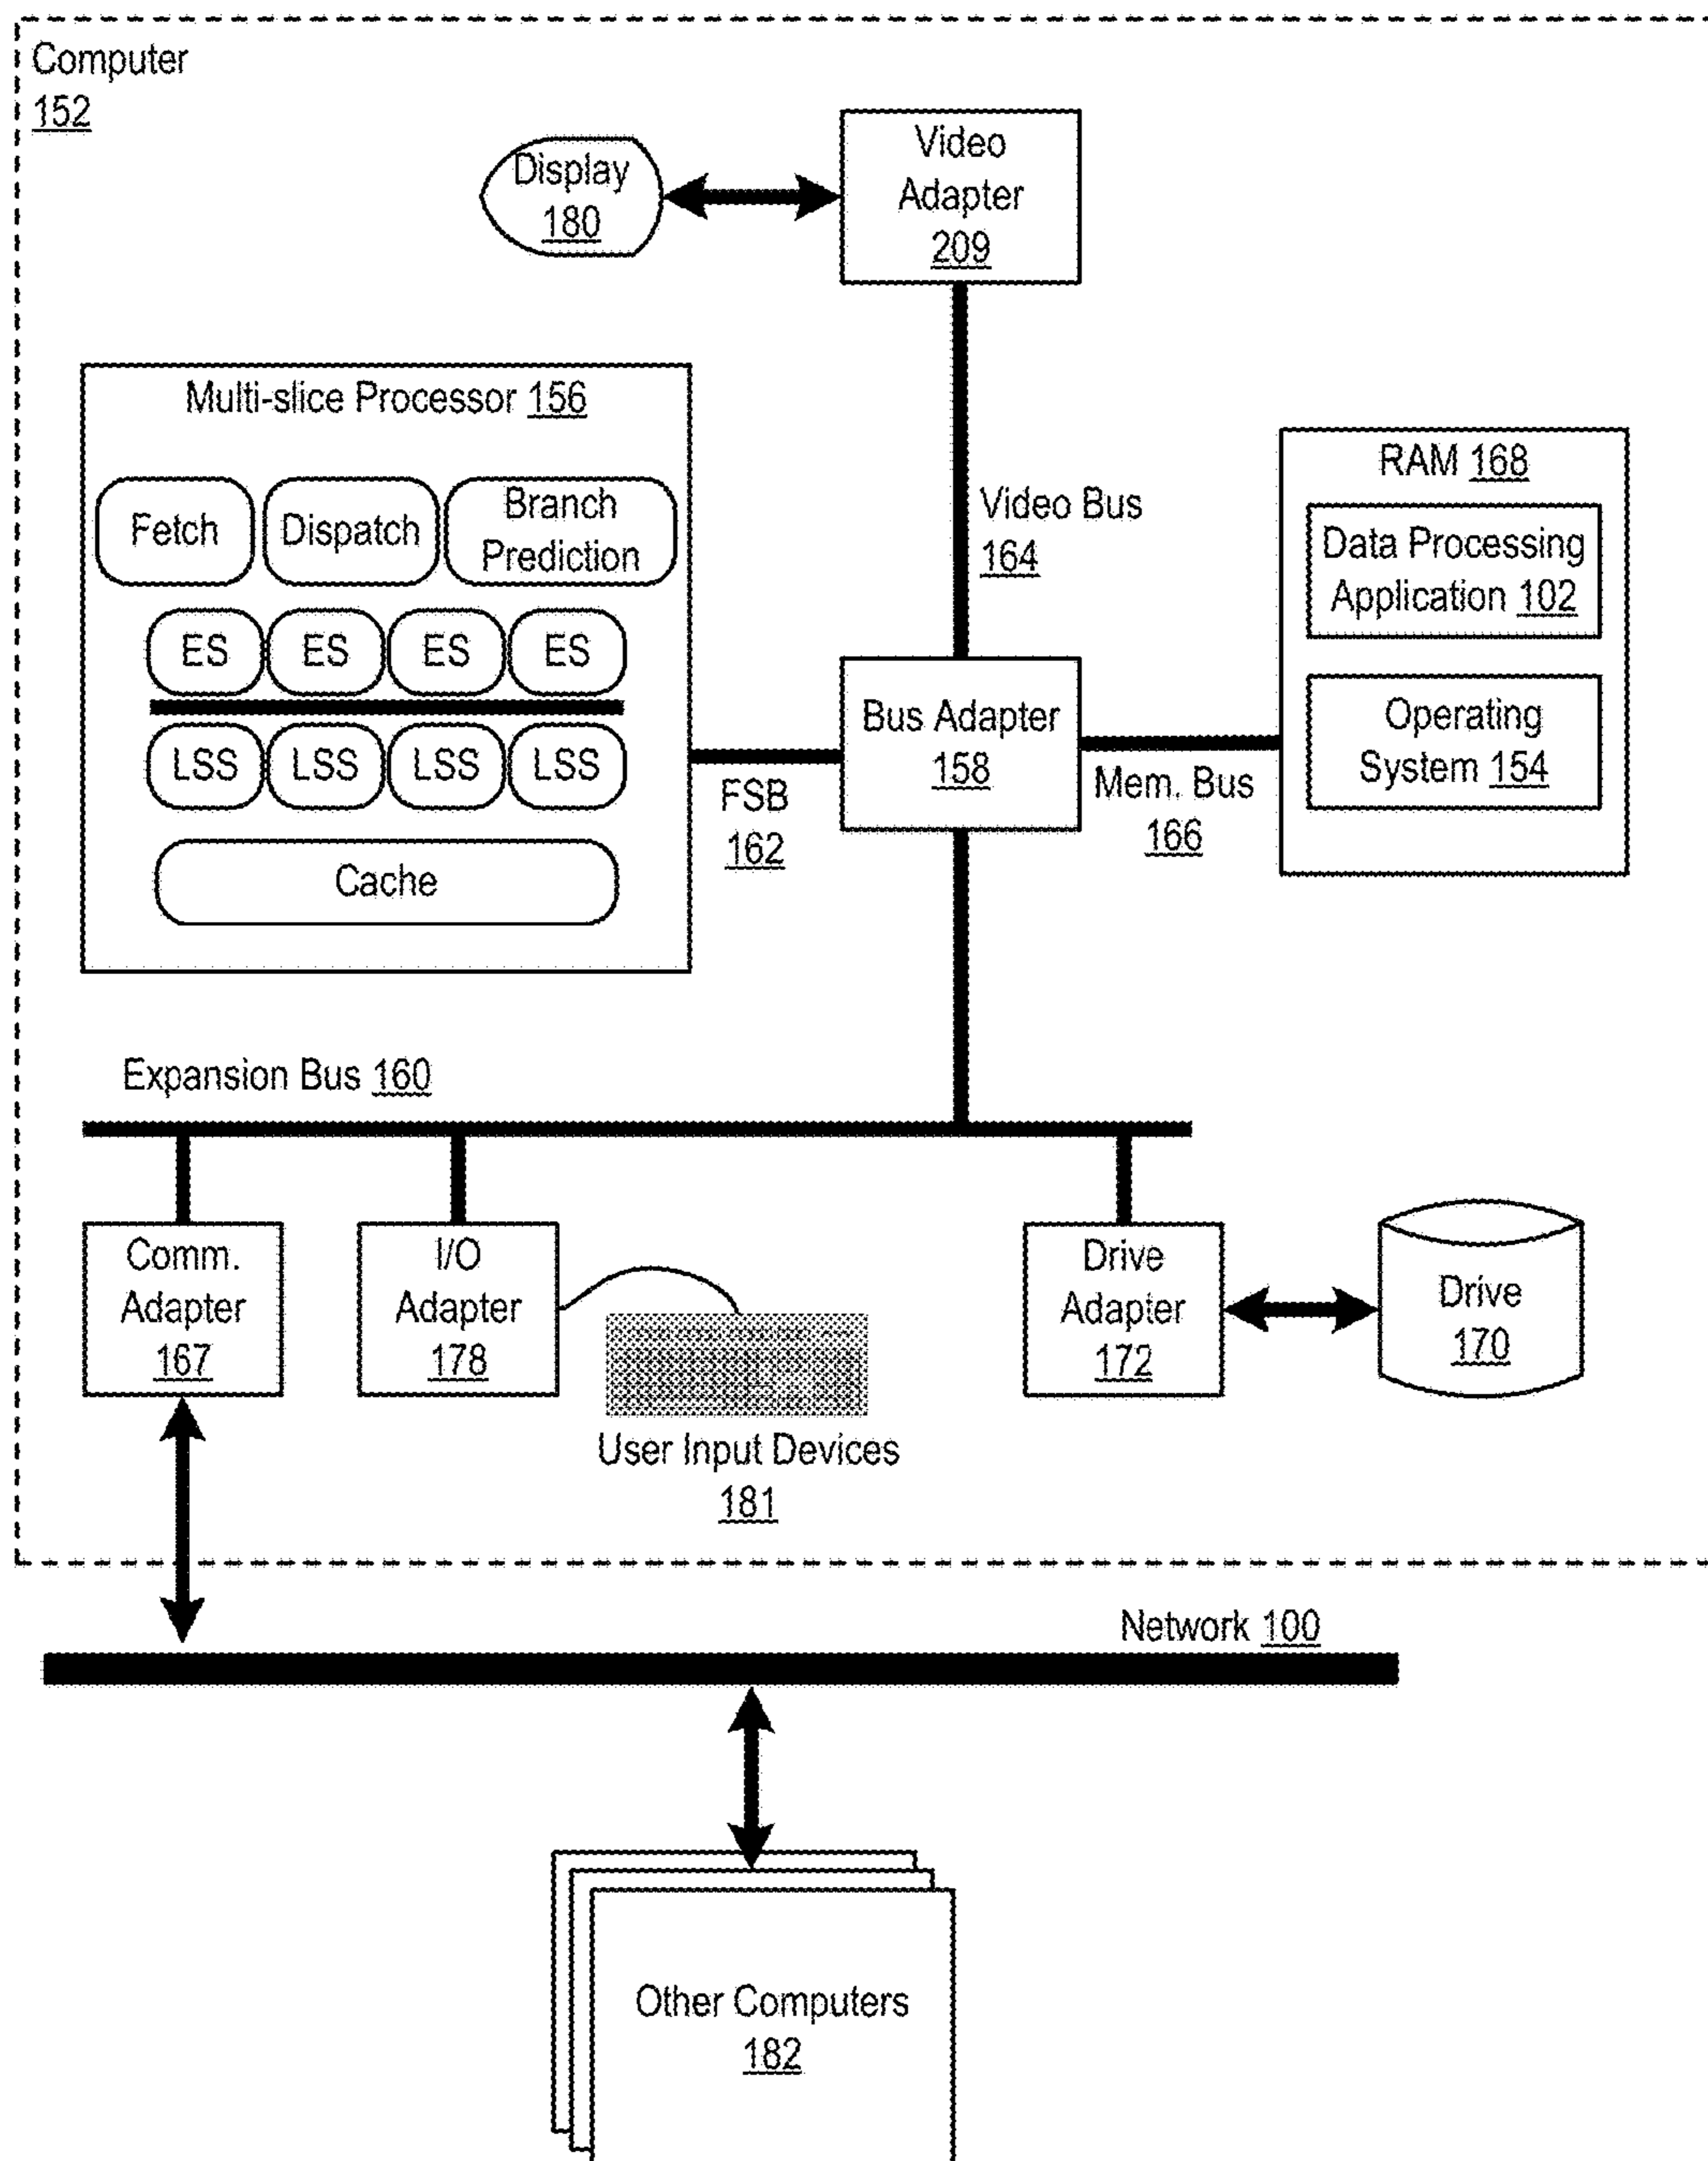 Computer
152
Display
180
Video
Adapter
209
Multi-slice Processor 156
Fetch
Dispatch
Branch
Prediction
ES
ES
ES
ES
LSS
LSS
LSS
LSS
Cache
Video Bus
164
RAM 168
Data Processing
Application 102
Operating
System 154
Bus Adapter
158
FSB
162
Mem. Bus
166
Expansion Bus 160
Comm.
Adapter
167
I/O
Adapter
178
User Input Devices
181
Drive
Adapter
172
Drive
170
Network 100
Other Computers
182